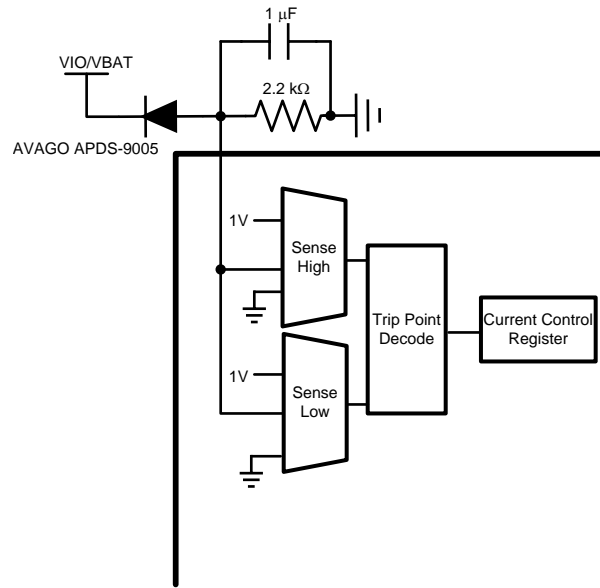 1 μF
VIO/VBAT
2.2 kΩ
AVAGO APDS-9005
1V
Sense
High
Trip Point
Decode
Current Control
Register
1V
Sense
Low